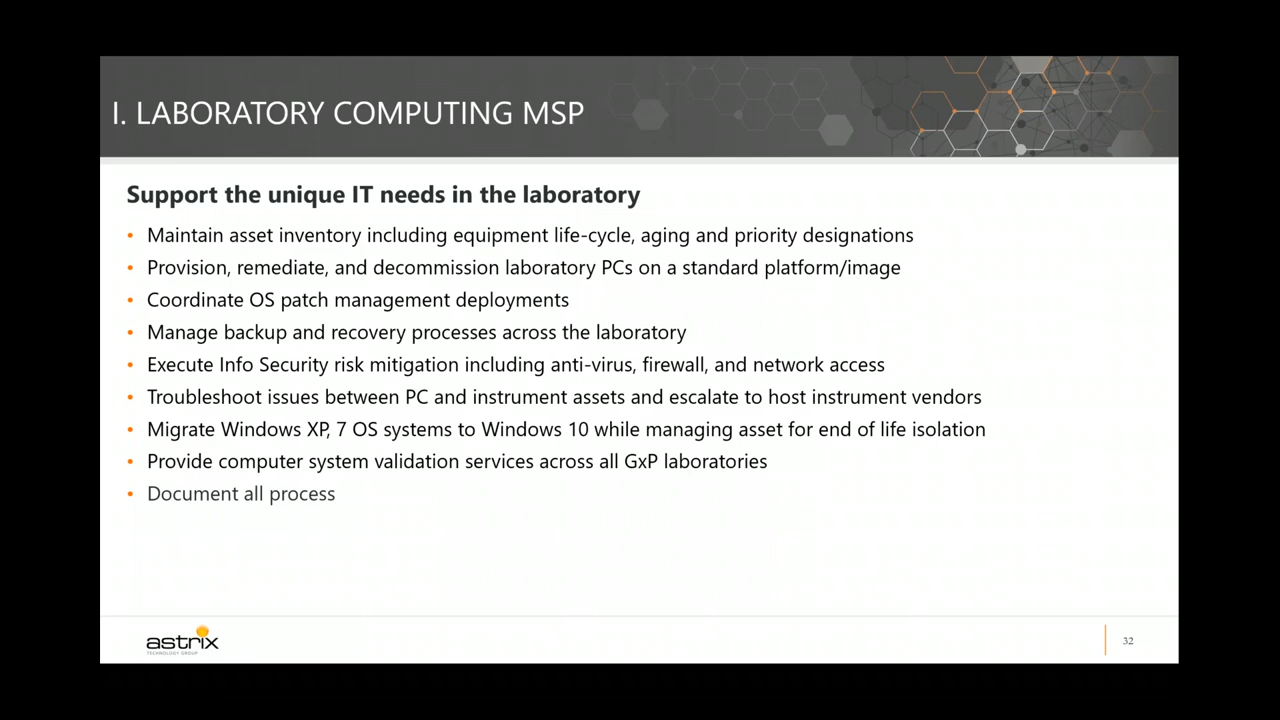 I. LABORATORY COMPUTING MSP
Support the unique IT needs in the laboratory
• Maintain asset inventory including equipment life-cycle, aging and priority designations
• Provision, remediate, and decommission laboratory PCs on a standard platform/image
• Coordinate OS patch management deployments
• Manage backup and recovery processes across the laboratory
• Execute Info Security risk mitigation including anti-virus, firewall, and network access
• Troubleshoot issues between PC and instrument assets and escalate to host instrument vendors
• Migrate Windows XP, 7 OS systems to Windows 10 while managing asset for end of life isolation
• Provide computer system validation services across all GxP laboratories
• Document all process
astrix
TECHNOLOGY GROUP
32